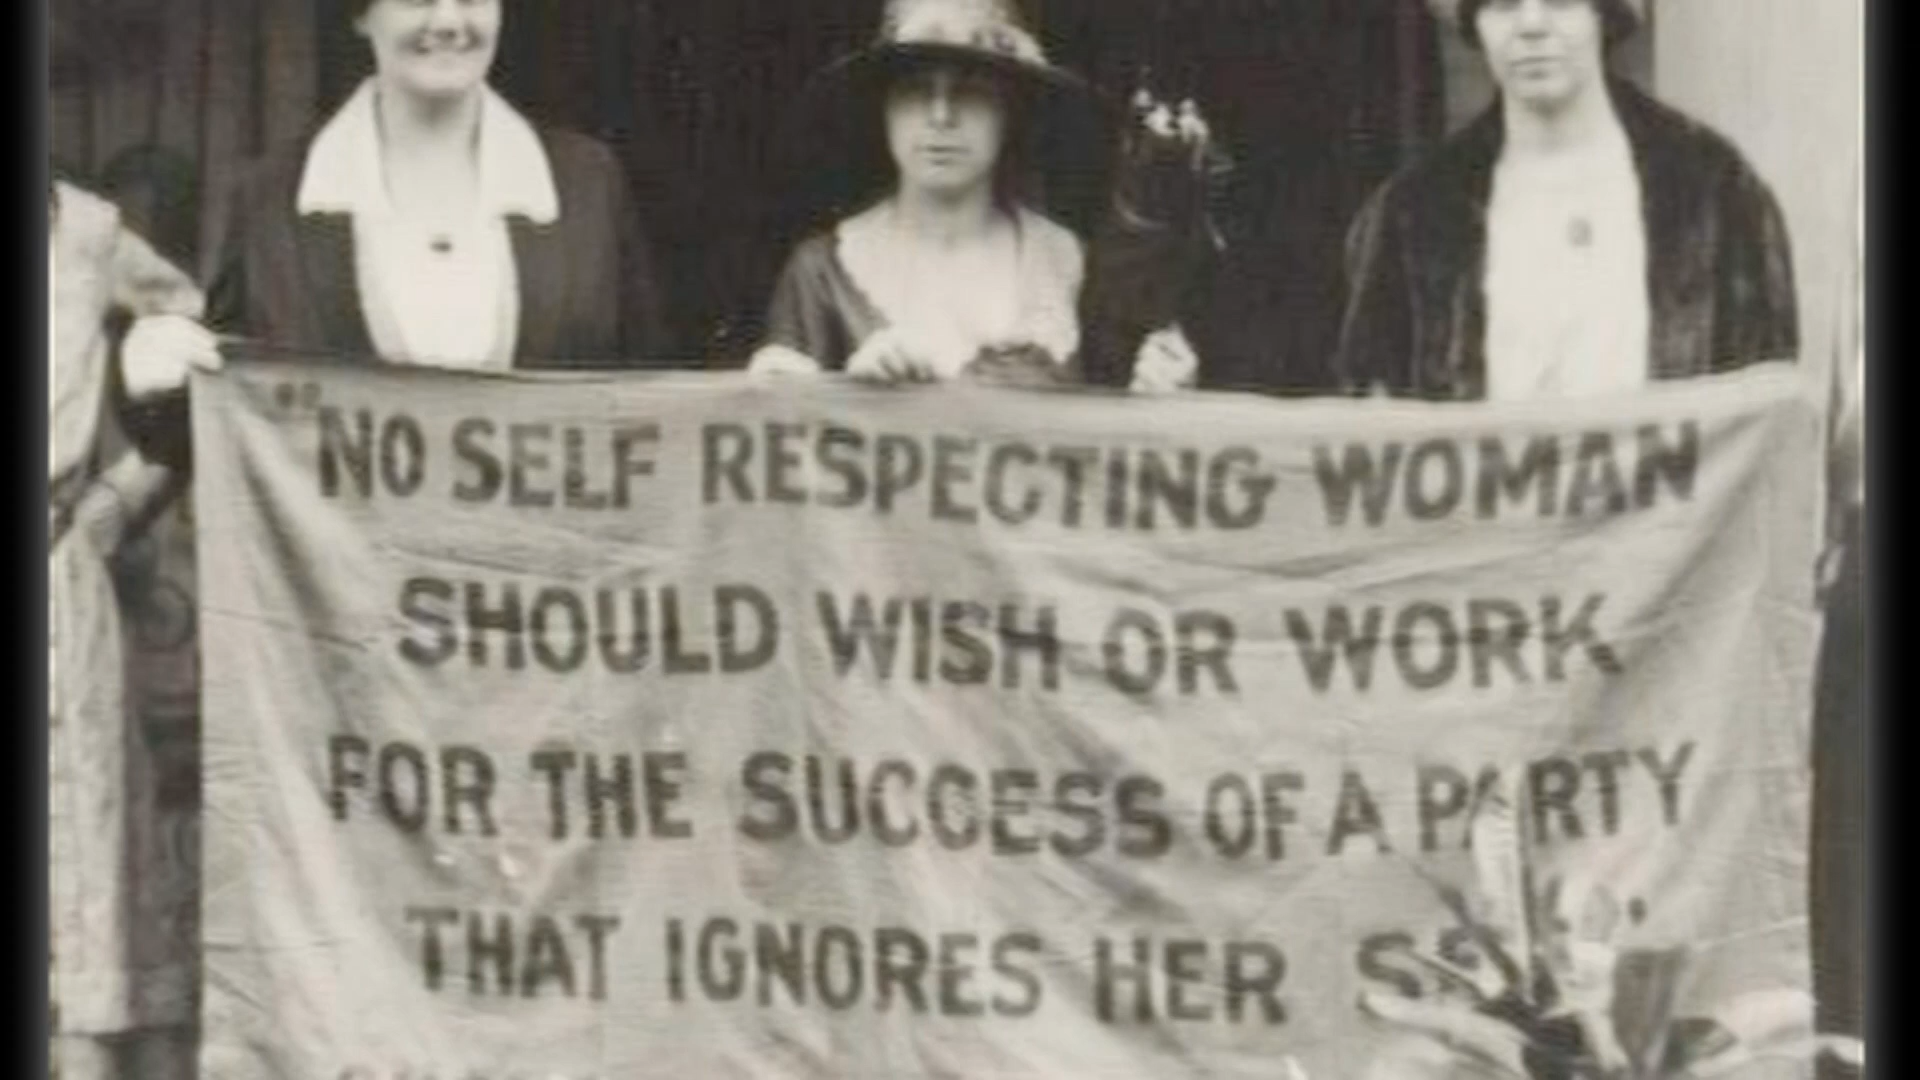 "NO SELF RESPECTING WOMAN
SHOULD WISH OR WORK
FOR THE SUCCESS OF A PARTY
THAT IGNORES HER